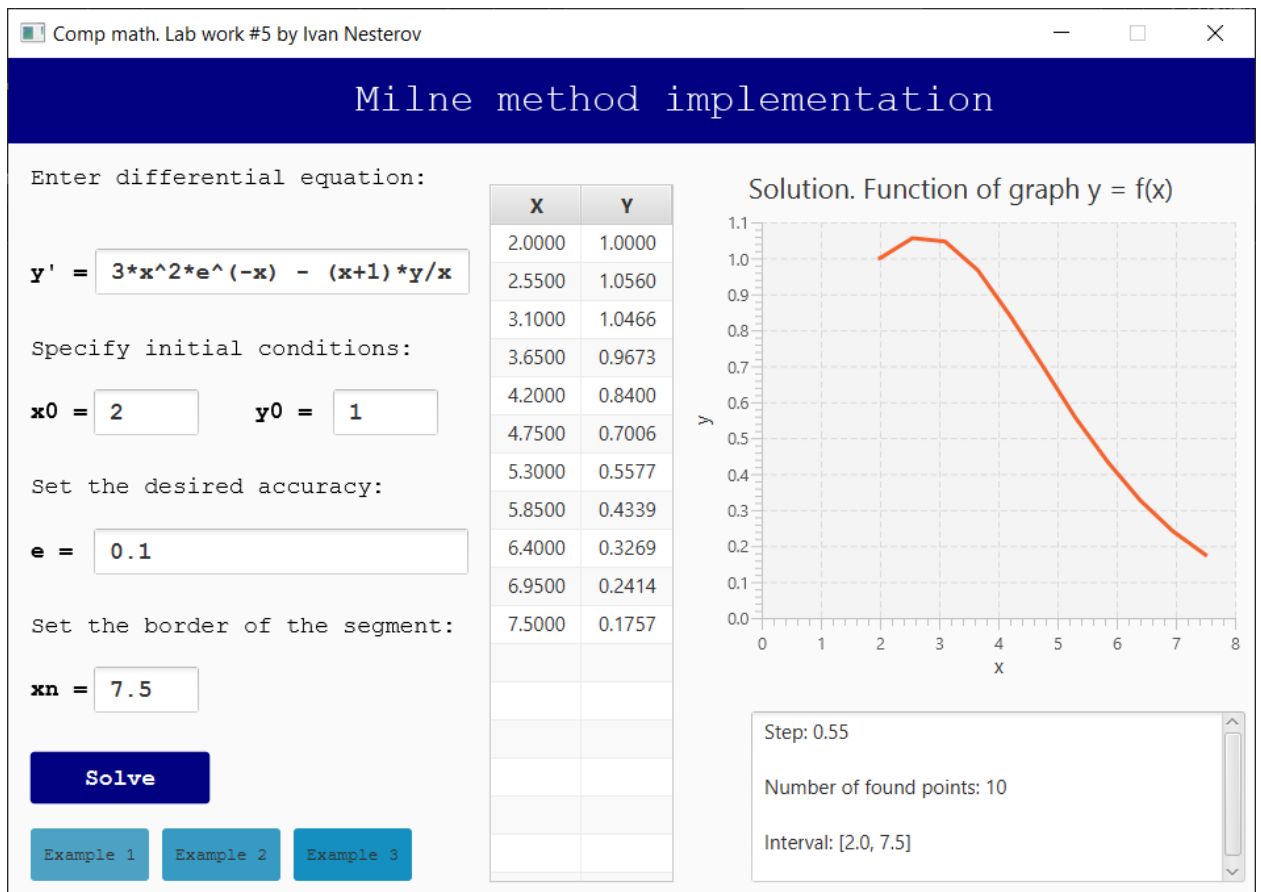 Comp math. Lab work #5 by Ivan Nesterov
Milne method implementation
Enter differential equation:
y' = 3*x^2*e^(-x) - (x+1)*y/x
Specify initial conditions:
x0 = 2 y0 = 1
Set the desired accuracy:
e = 0.1
Set the border of the segment:
xn = 7.5
Solve
Example 1 Example 2 Example 3
X Y
2.0000 1.0000
2.5500 1.0560
3.1000 1.0466
3.6500 0.9673
4.2000 0.8400
4.7500 0.7006
5.3000 0.5577
5.8500 0.4339
6.4000 0.3269
6.9500 0.2414
7.5000 0.1757
Solution. Function of graph y = f(x)
1.1
1.0
0.9
0.8
0.7
0.6
0.5
0.4
0.3
0.2
0.1
0.0
y
0 1 2 3 4 5 6 7 8
x
Step: 0.55
Number of found points: 10
Interval: [2.0, 7.5]